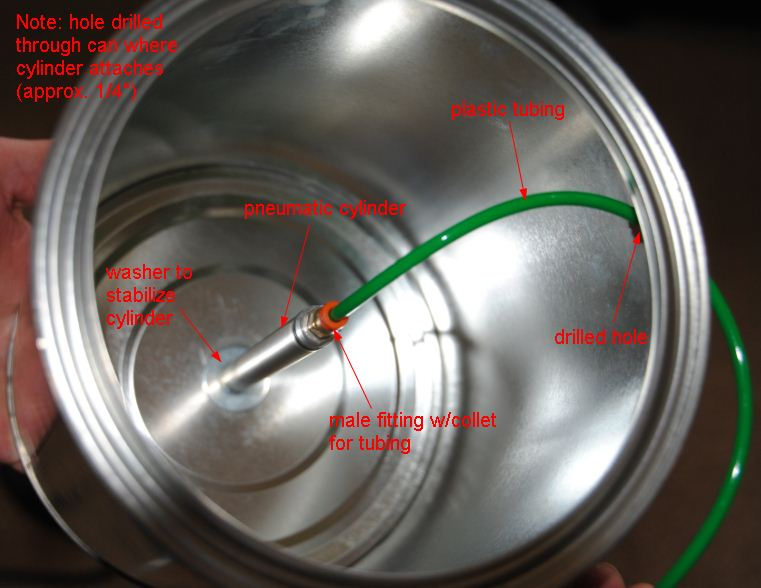 Note: hole drilled
through can where
cylinder attaches
(approx. 1/4")
plastic tubing
pneumatic cylinder
washer to
stabilize
cylinder
drilled hole
male fitting w/collet
for tubing